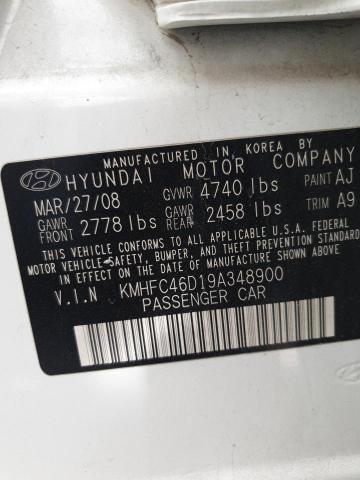 MANUFACTURED IN KOREA BY
HYUNDAI MOTOR COMPANY
MAR/27/08 GVWR 4740 lbs PAINT AJ
GAWR FRONT 2778 lbs GAWR REAR 2458 lbs TRIM A9
THIS VEHICLE CONFORMS TO ALL APPLICABLE FEDERAL
MOTOR VEHICLE SAFETY, BUMPER, AND THEFT PREVENTION STANDARDS
IN EFFECT ON THE DATE OF MANUFACTURE SHOWN ABOVE.
V.I.N KMHFC46D19A348900
PASSENGER CAR